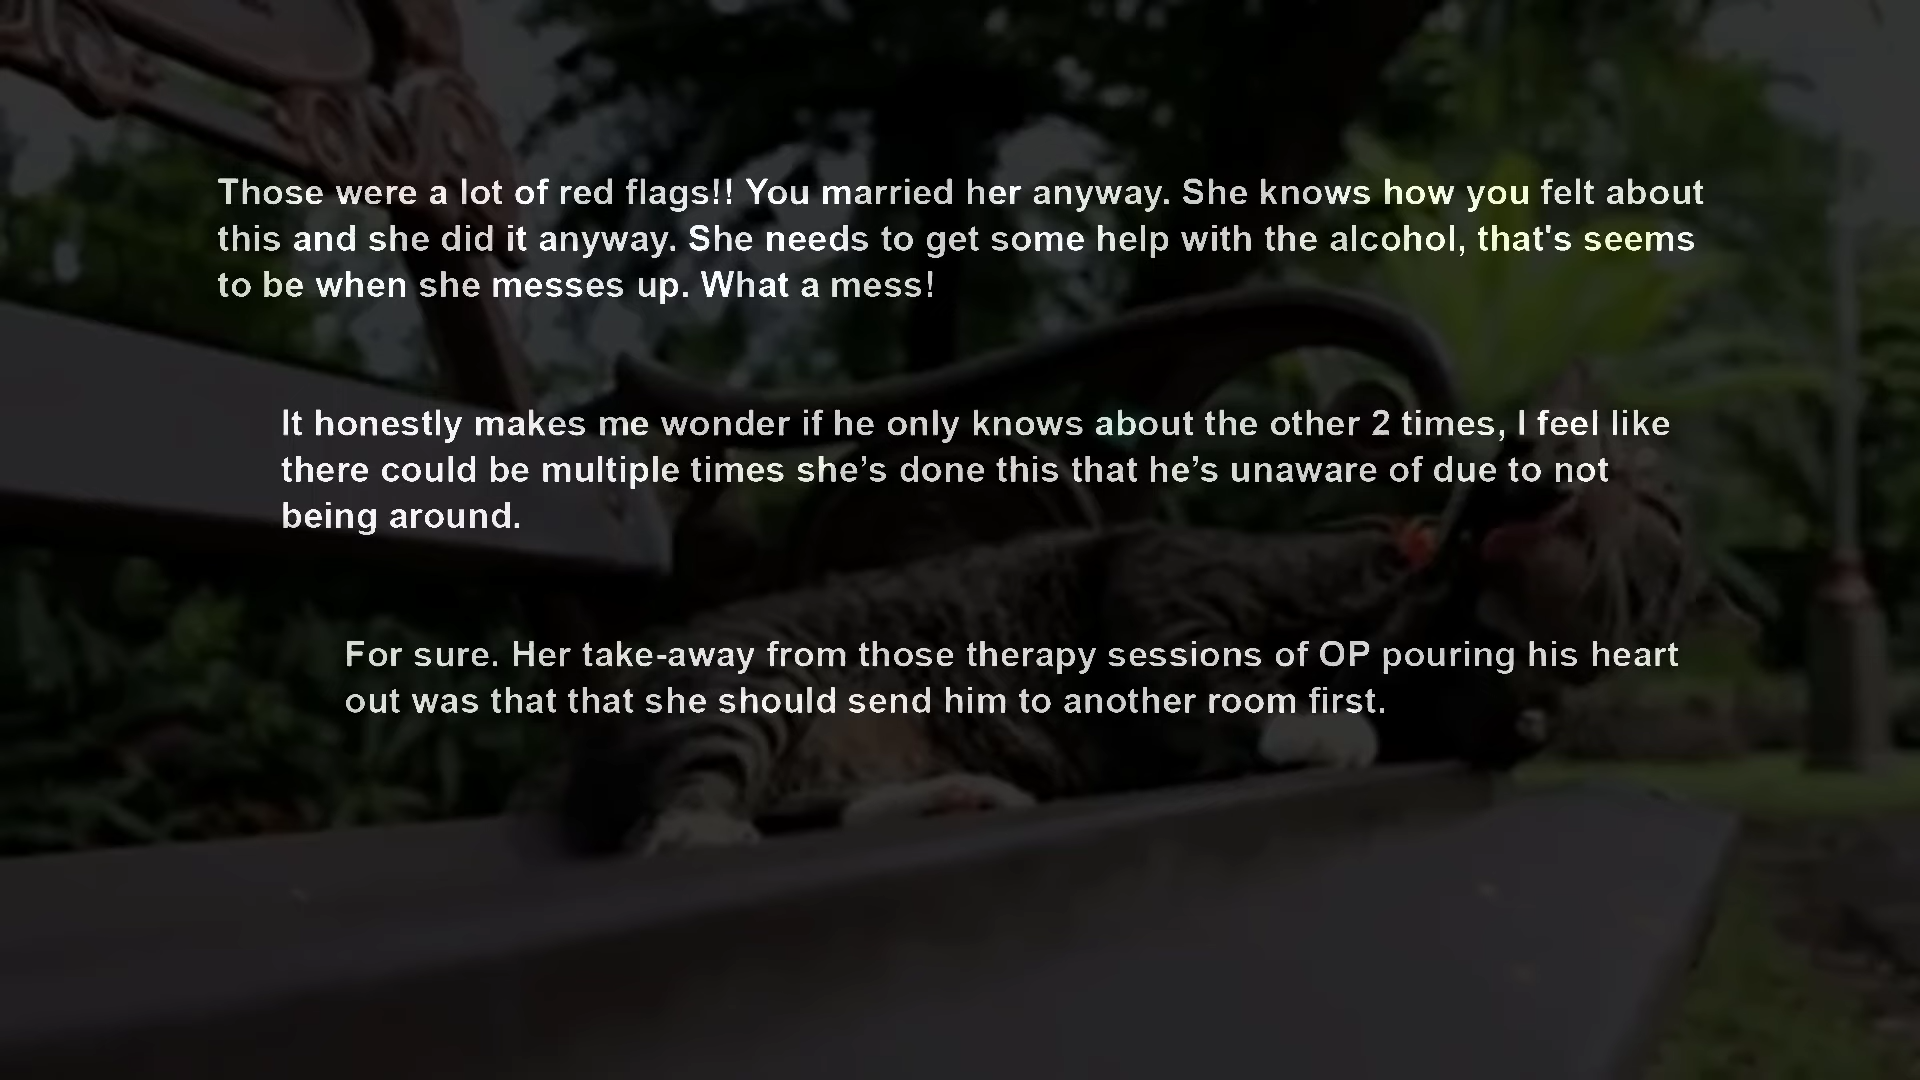 Those were a lot of red flags!! You married her anyway. She knows how you felt about
this and she did it anyway. She needs to get some help with the alcohol, that's seems
to be when she messes up. What a mess!
It honestly makes me wonder if he only knows about the other 2 times, I feel like
there could be multiple times she’s done this that he’s unaware of due to not
being around.
For sure. Her take-away from those therapy sessions of OP pouring his heart
out was that that she should send him to another room first.